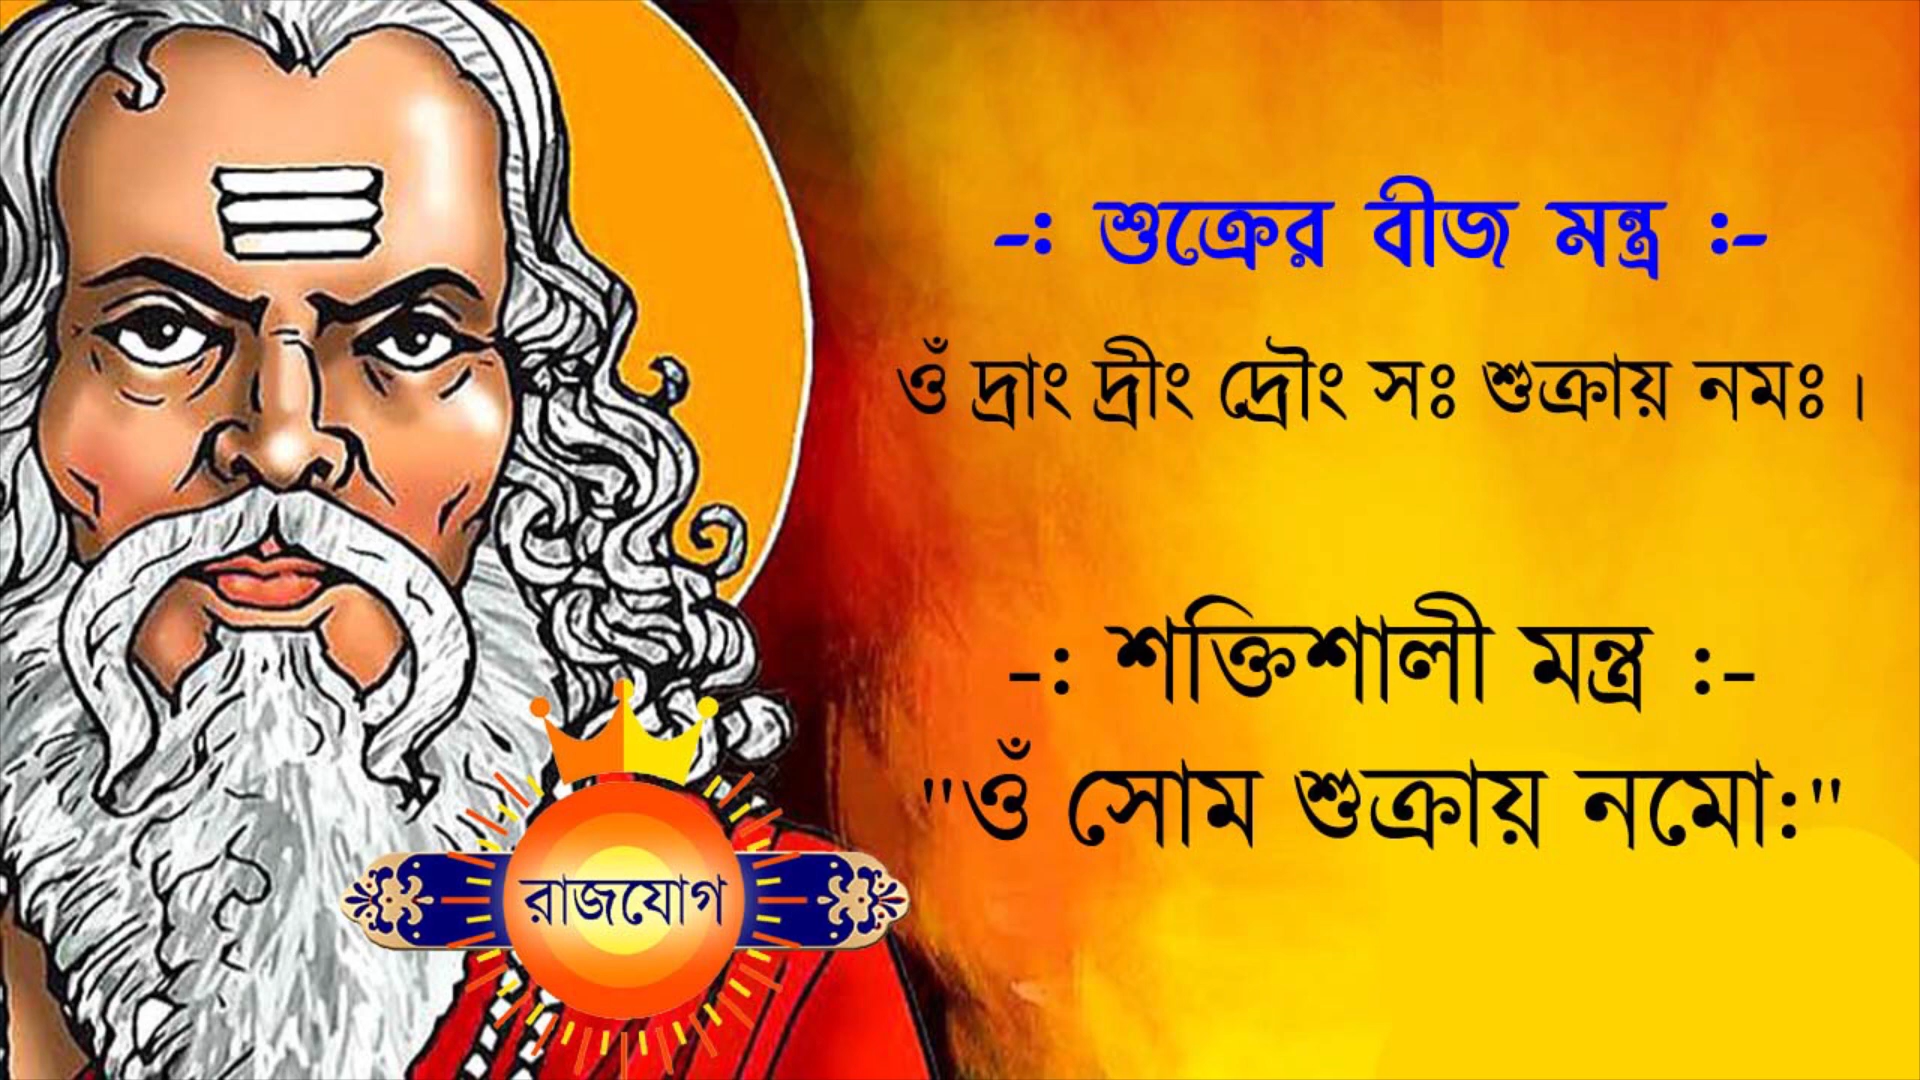 -: শুক্রের বীজ মন্ত্র :-
ওঁ দ্রাং দ্রীং দ্রৌং সঃ শুক্রায় নমঃ।
-: শক্তিশালী মন্ত্র :-
"ওঁ সোম শুক্রায় নমো:"
রাজযোগ